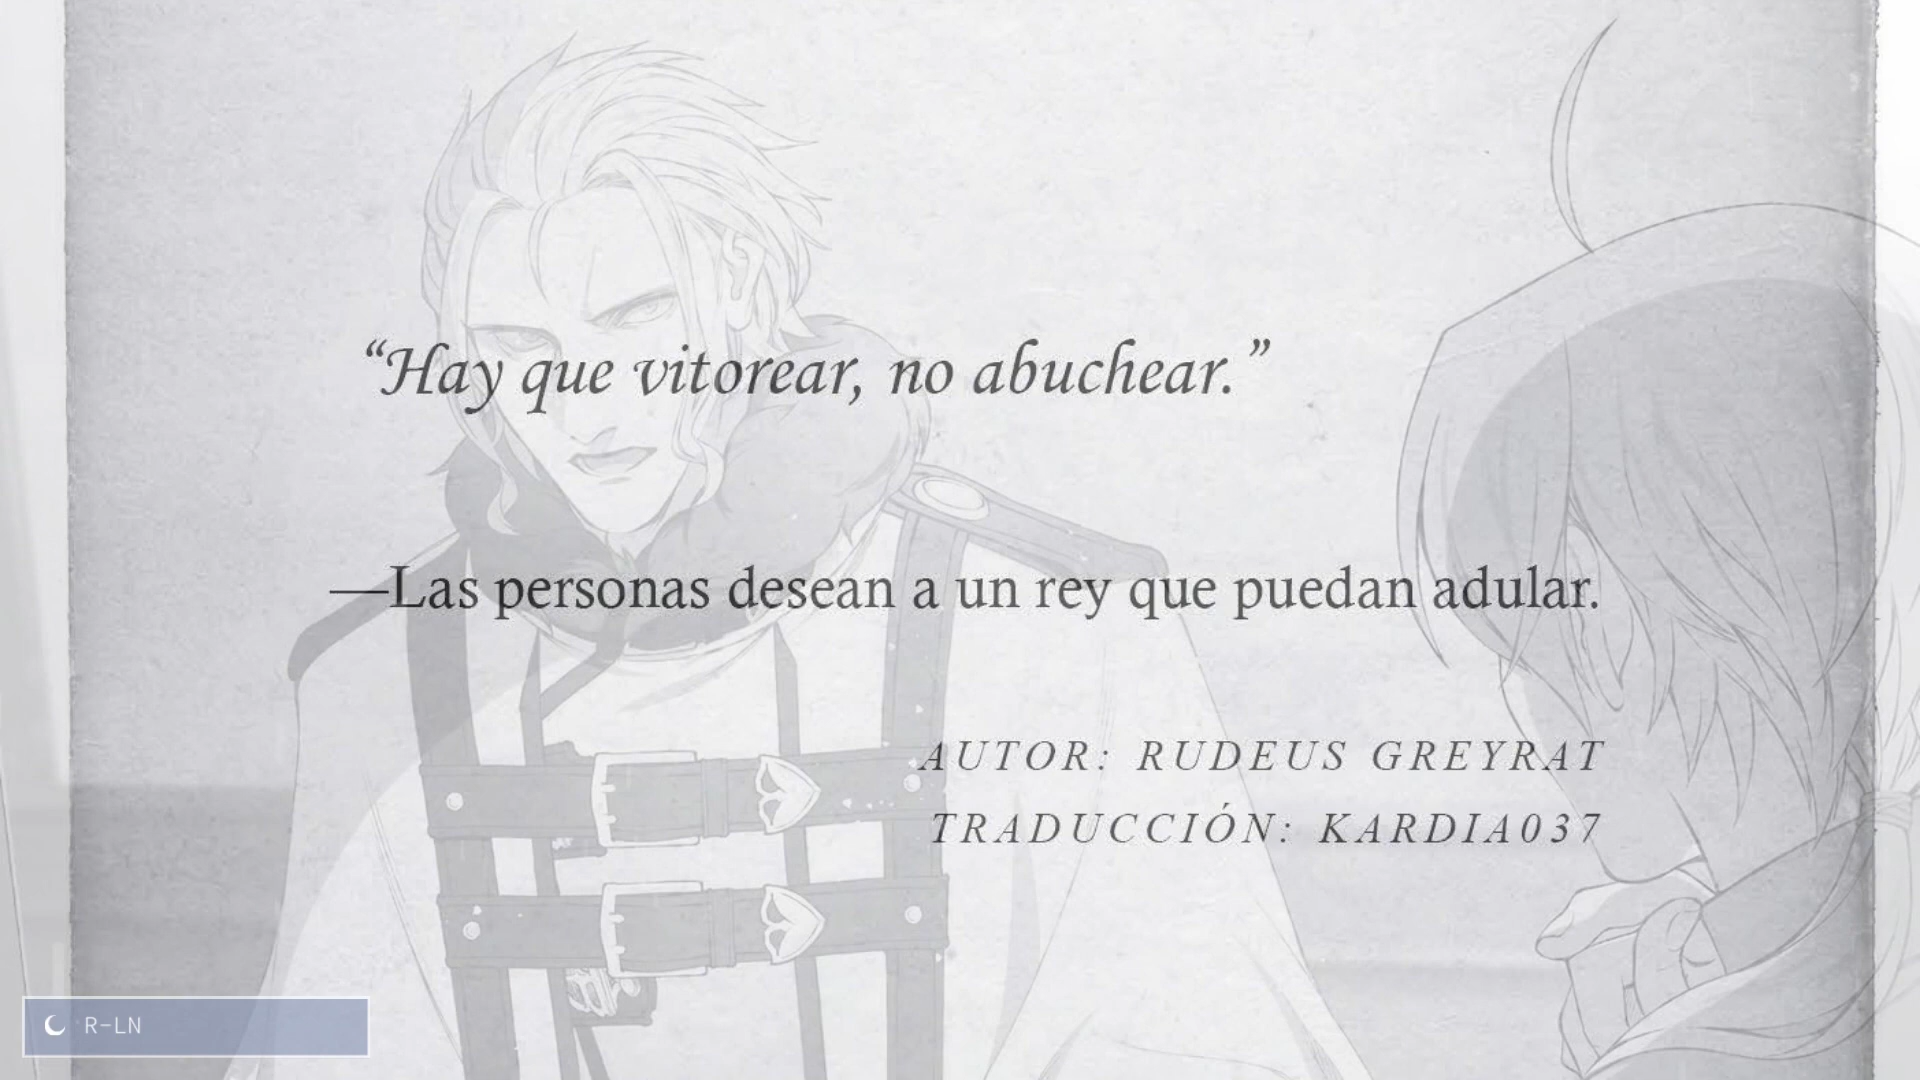 “Hay que vitorear, no abuchear.”
—Las personas desean a un rey que puedan adular.
AUTOR: RUDEUS GREYRAT
TRADUCCIÓN: KARDIA037
R-LN